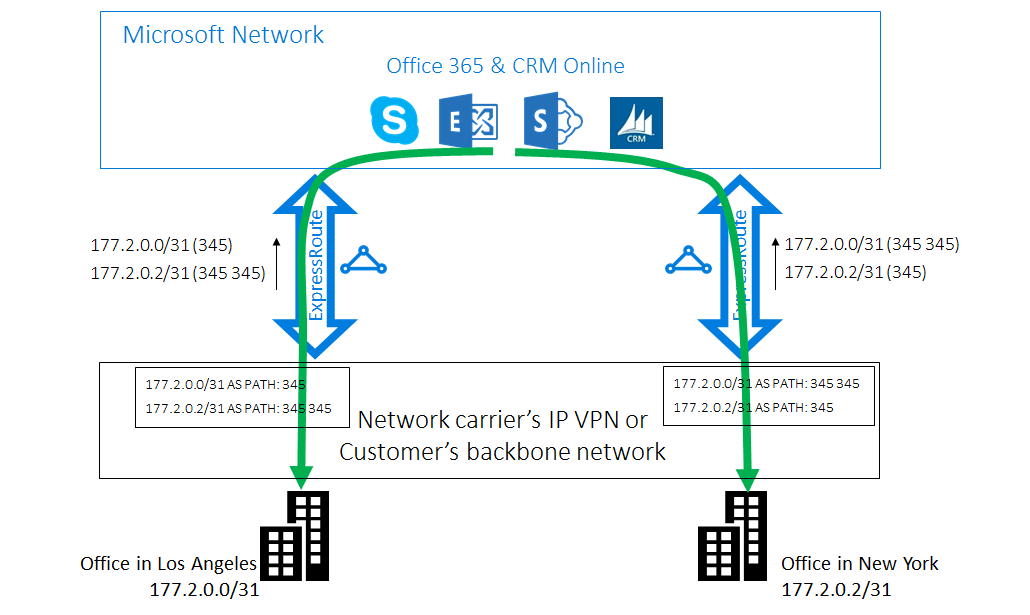 Microsoft Network
Office 365 & CRM Online
S
E
S
CRM
ExpressRoute
ExpressRoute
177.2.0.0/31 (345)
177.2.0.2/31 (345 345)
177.2.0.0/31 (345 345)
177.2.0.2/31 (345)
177.2.0.0/31 AS PATH: 345
177.2.0.2/31 AS PATH: 345 345
177.2.0.0/31 AS PATH: 345 345
177.2.0.2/31 AS PATH: 345
Network carrier's IP VPN or
Customer's backbone network
Office in Los Angeles
177.2.0.0/31
Office in New York
177.2.0.2/31